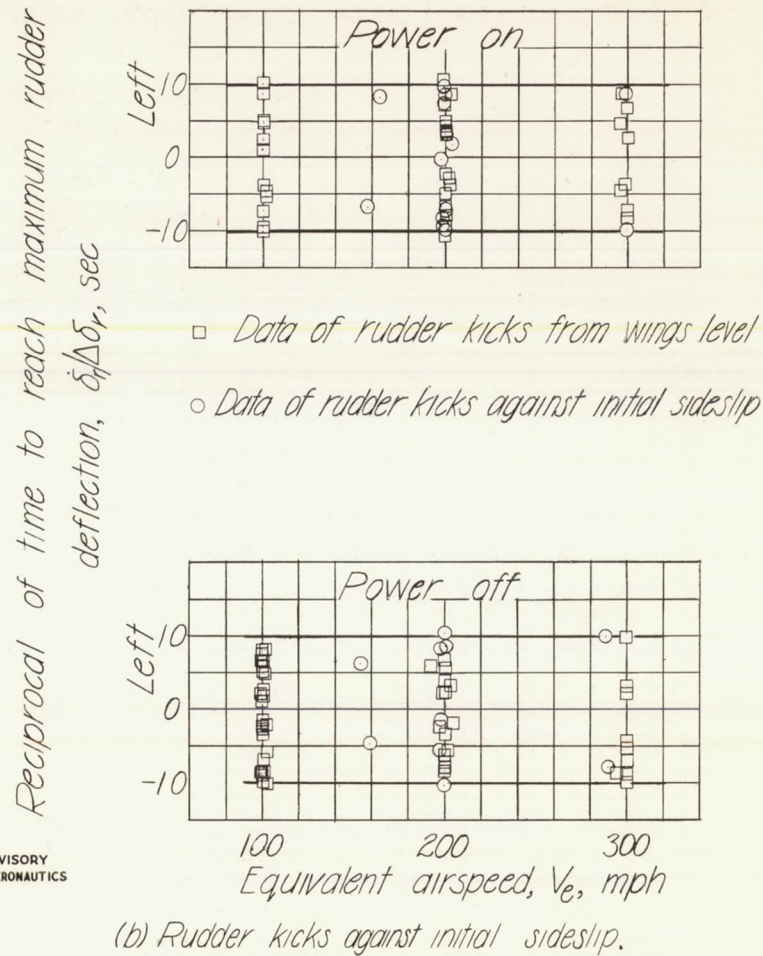 Reciprocal of time to reach maximum rudder
deflection, δ̇r/Δδr, sec
Power on
Left
10
0
-10
□ Data of rudder kicks from wings level
○ Data of rudder kicks against initial sideslip
Power off
Left
10
0
-10
100 200 300
Equivalent airspeed, Ve, mph
VISORY
RONAUTICS
(b) Rudder kicks against initial sideslip.